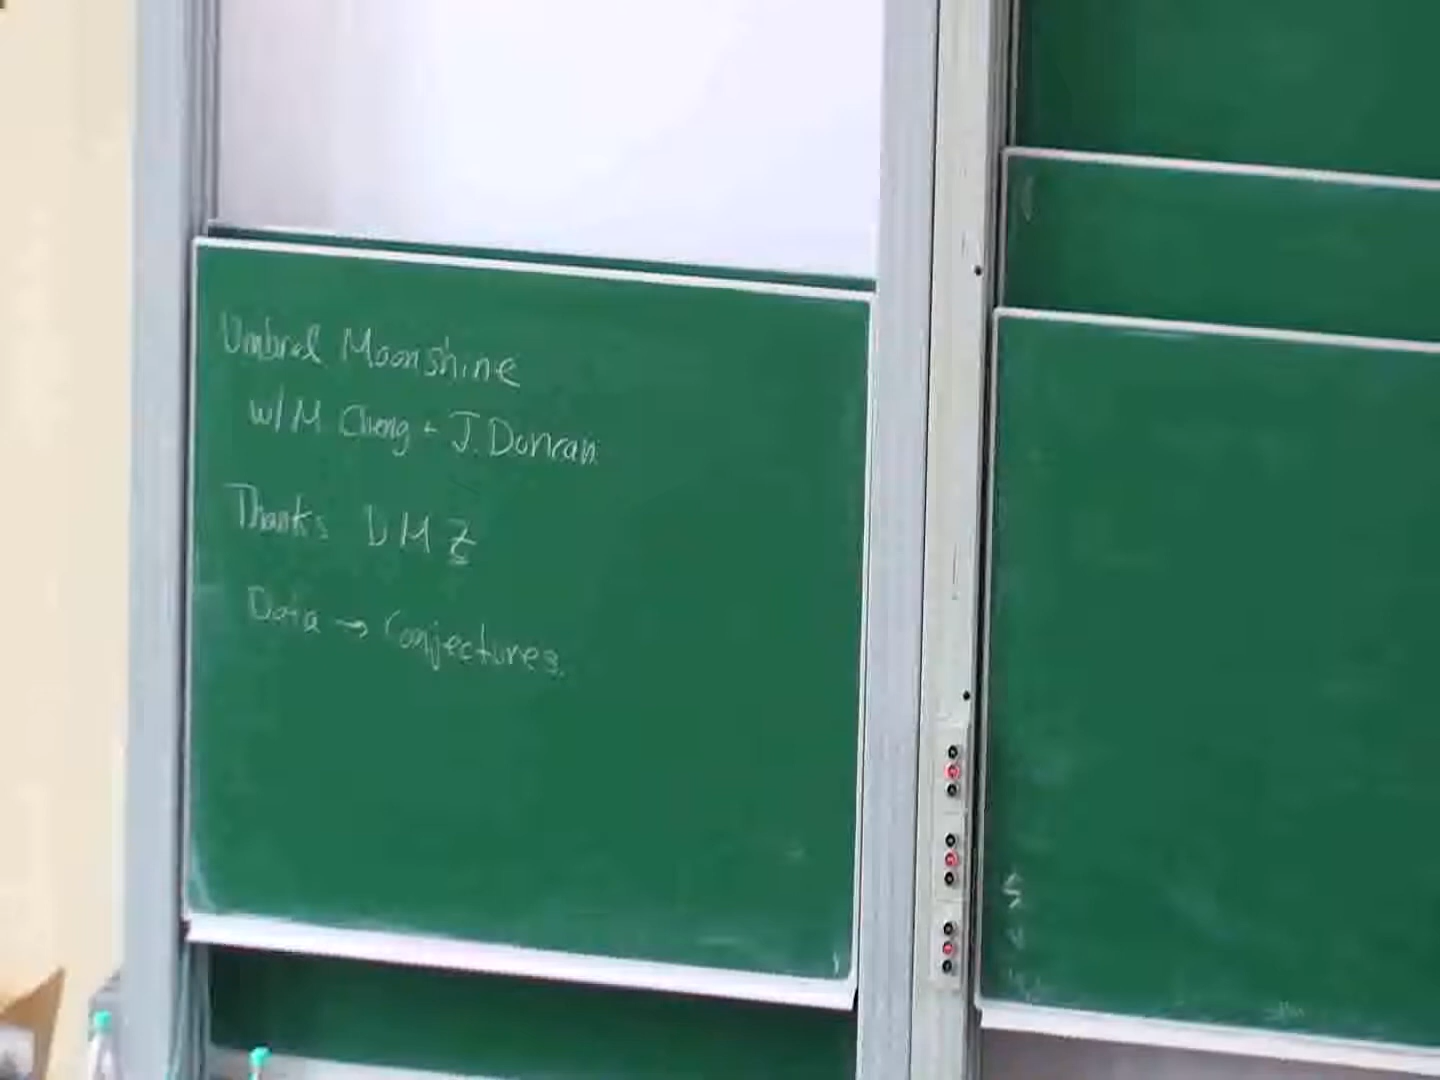 Umbral Moonshine
w/ M. Cheng + J. Duncan
Thanks DMZ
Data → Conjectures.